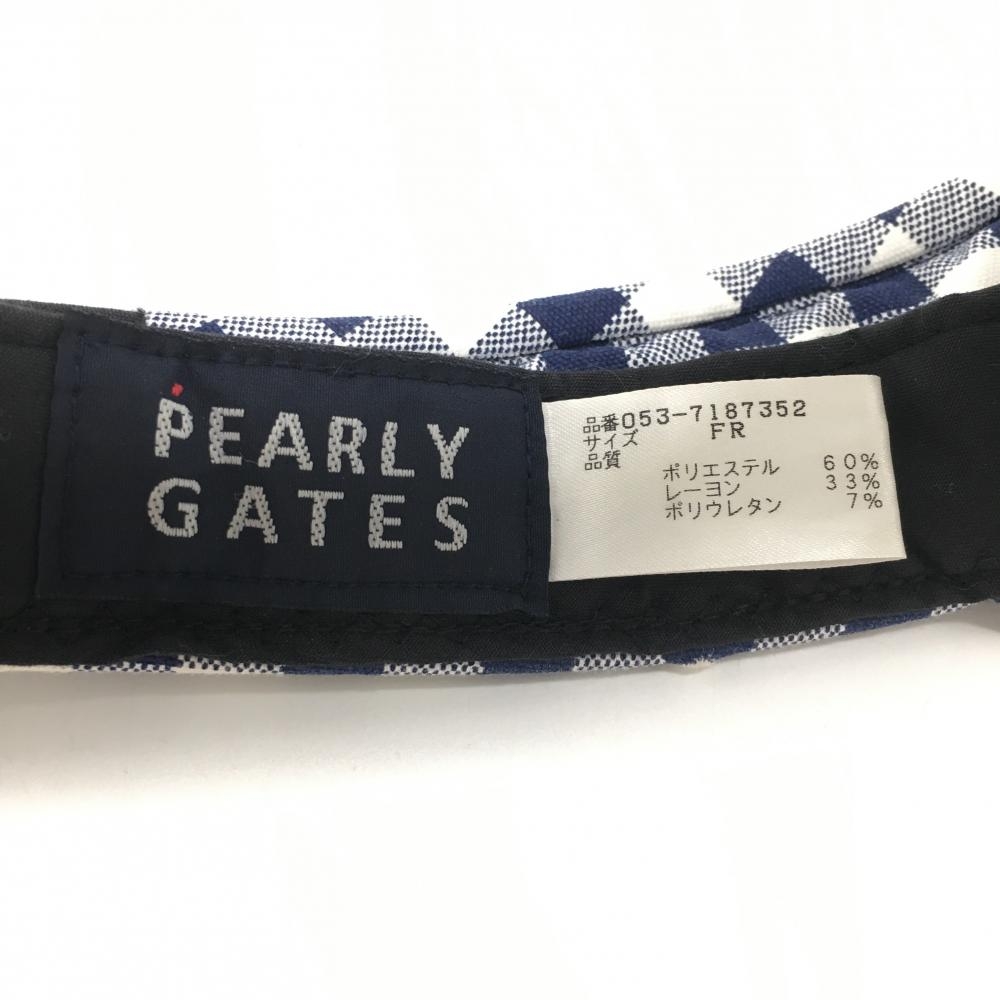 PEARLY
GATES
品番053-7187352
サイズ FR
品質
ポリエステル 60%
レーヨン 33%
ポリウレタン 7%